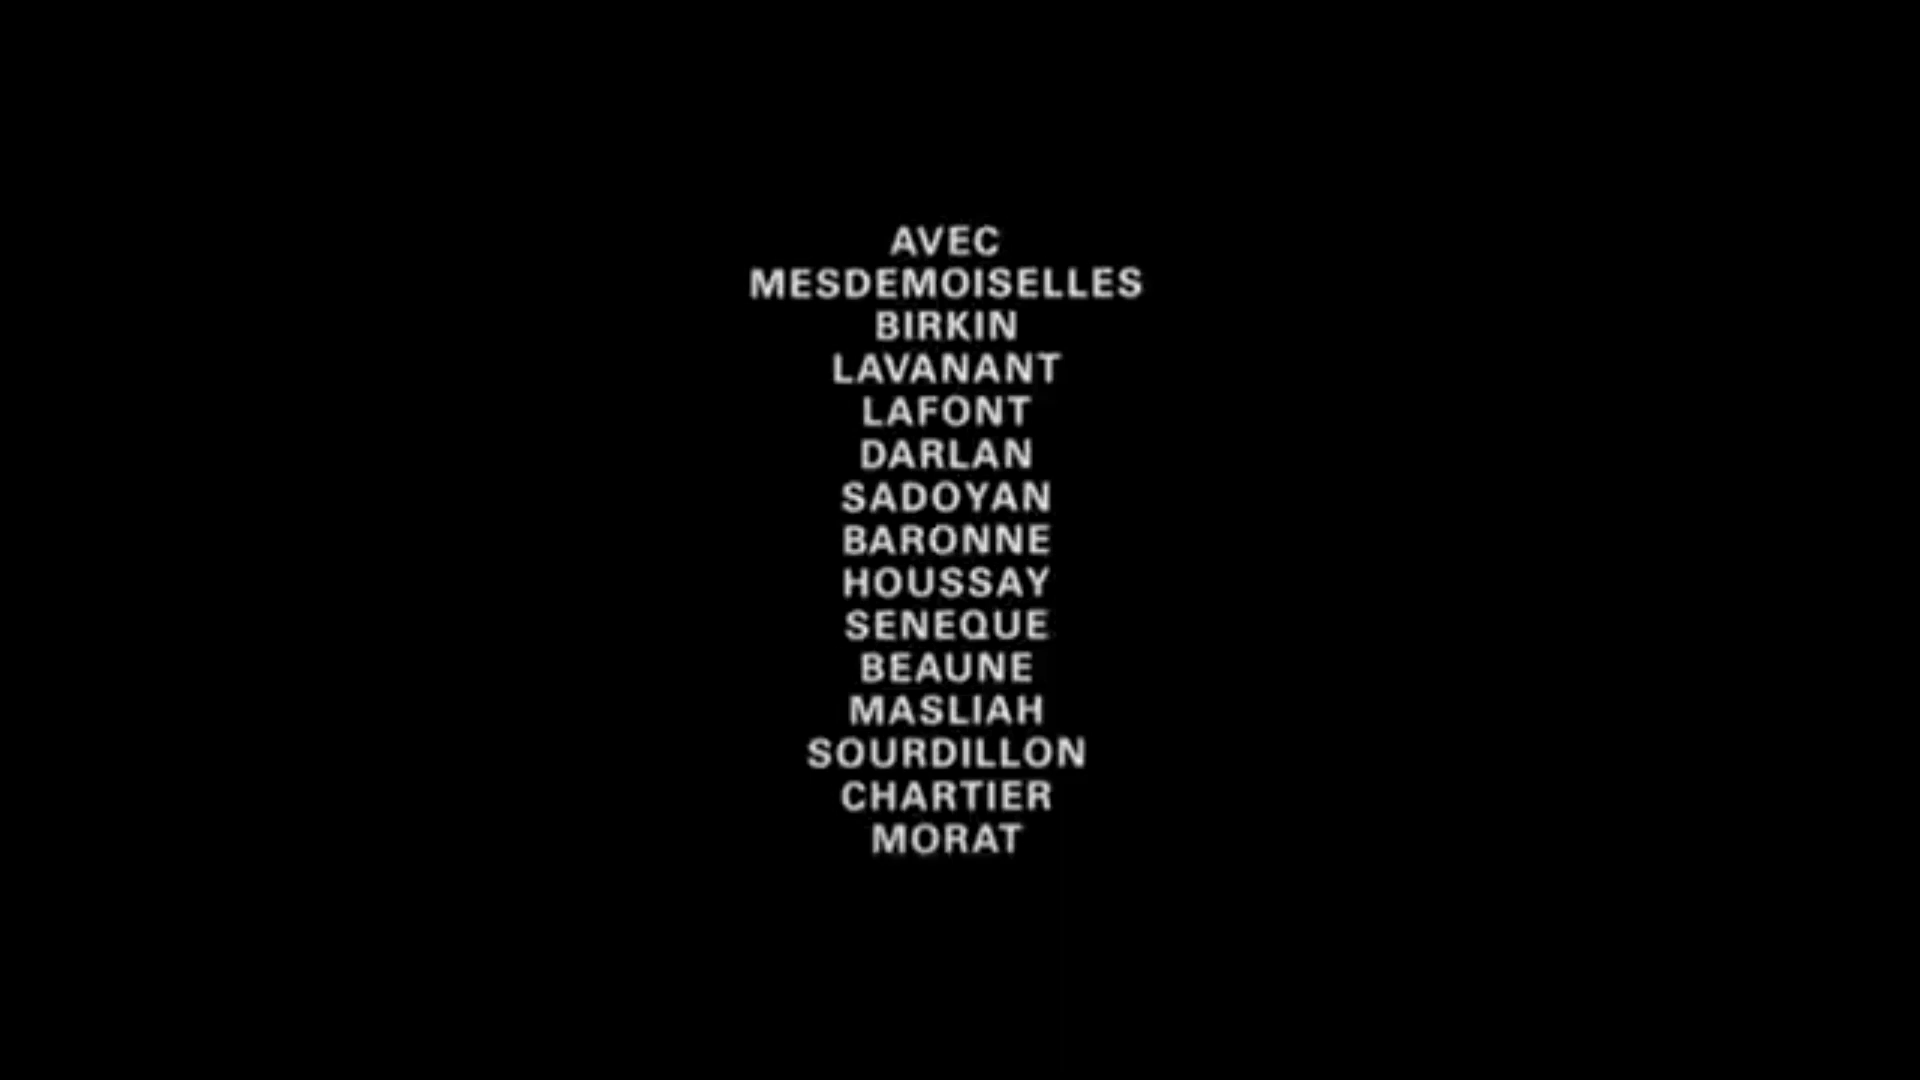 AVEC
MESDEMOISELLES
BIRKIN
LAVANANT
LAFONT
DARLAN
SADOYAN
BARONNE
HOUSSAY
SENEQUE
BEAUNE
MASLIAH
SOURDILLON
CHARTIER
MORAT